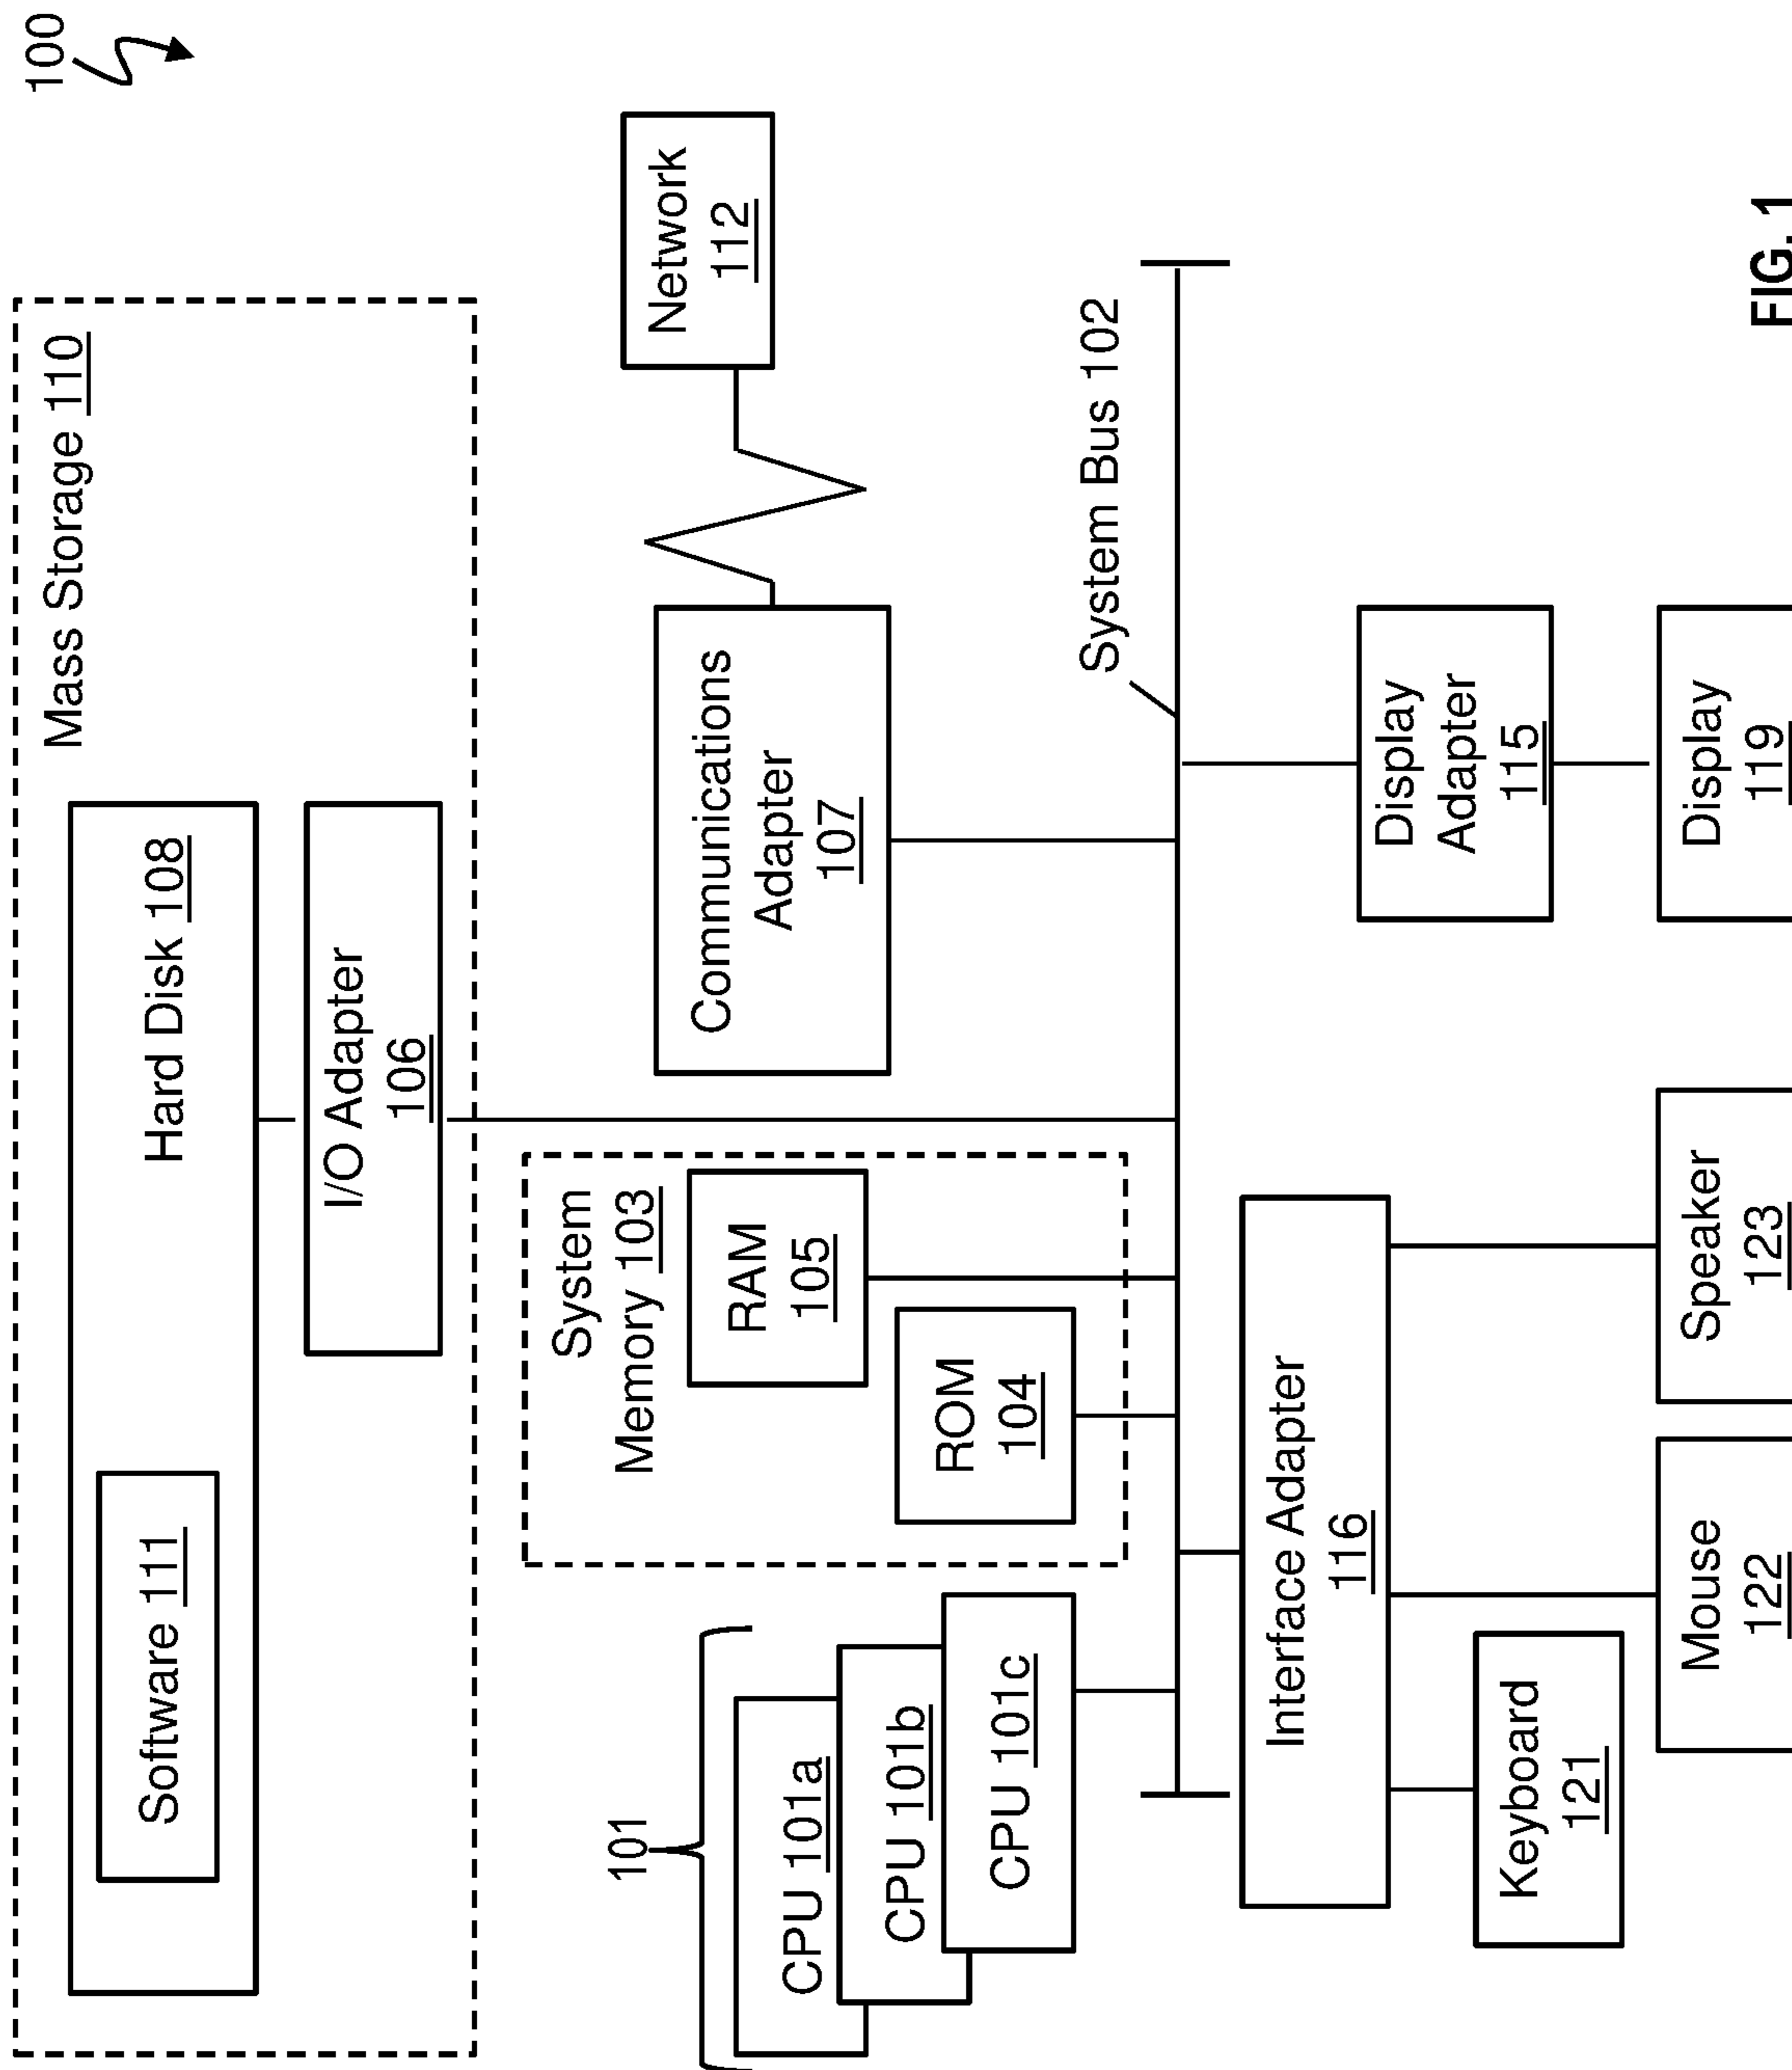 100
Mass Storage 110
Hard Disk 108
Software 111
I/O Adapter
106
Network
112
Communications
Adapter
107
System
Memory 103
RAM
105
ROM
104
101
CPU 101a
CPU 101b
CPU 101c
System Bus 102
Interface Adapter
116
Display
Adapter
115
Keyboard
121
Mouse
122
Speaker
123
Display
119
FIG. 1